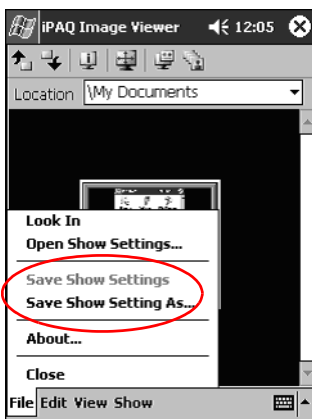 iPAQ Image Viewer 12:05
Location \My Documents
Look In
Open Show Settings...
Save Show Settings
Save Show Setting As...
About...
Close
File Edit View Show